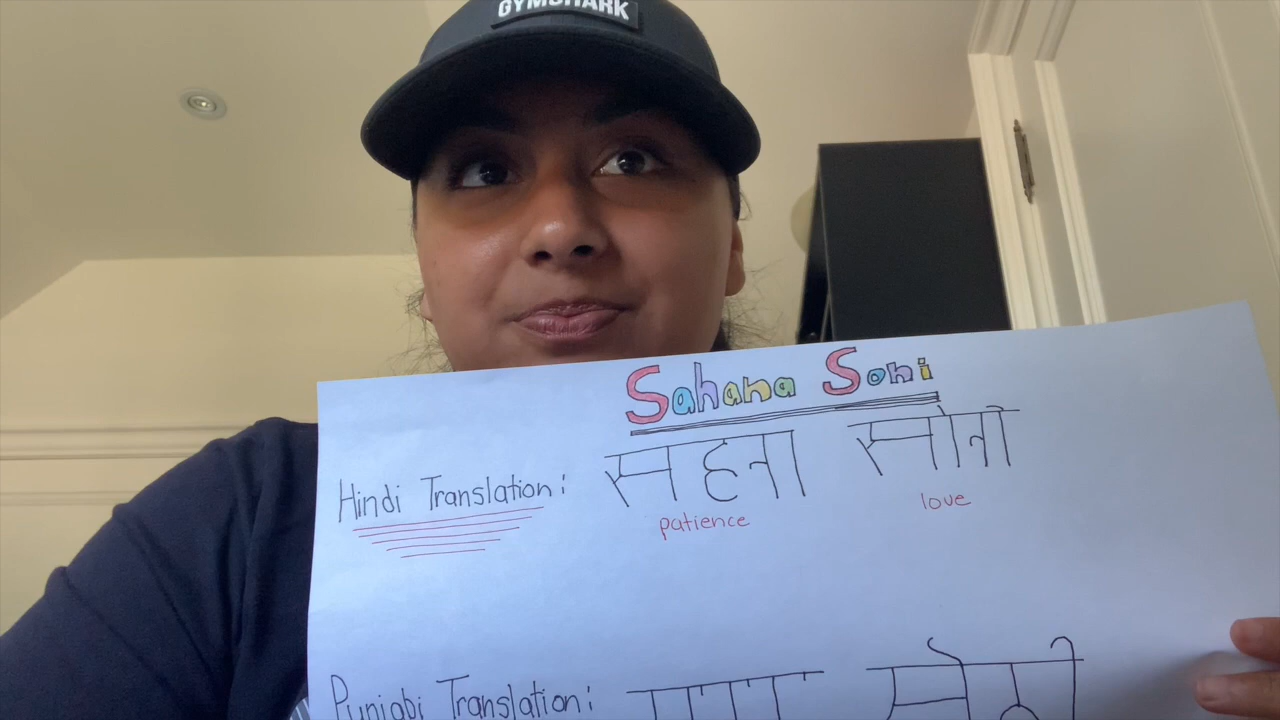 GYMSHARK
Sahana Soni
Hindi Translation: सहना सोनी
patience love
Punjabi Translation: